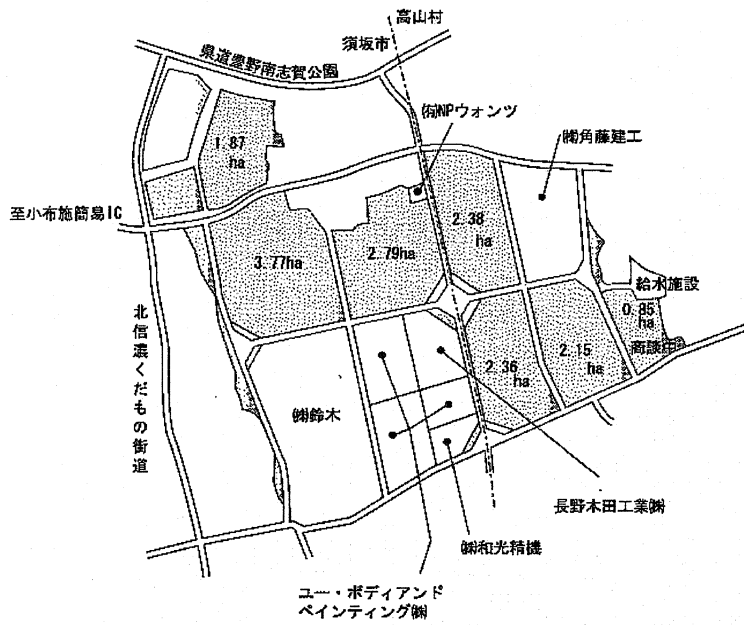 高山村
須坂市
県道豊野南志賀公園
㈲NPウォンツ
㈱角藤建工
1.87
ha
至小布施簡島IC
2.38
ha
3.77ha
2.79ha
給水施設
0.85
ha
商談用
2.36
ha
2.15
ha
北信濃くだもの街道
㈱鈴木
長野木田工業㈱
㈱和光精機
ユー・ボディアンド
ペインティング㈱